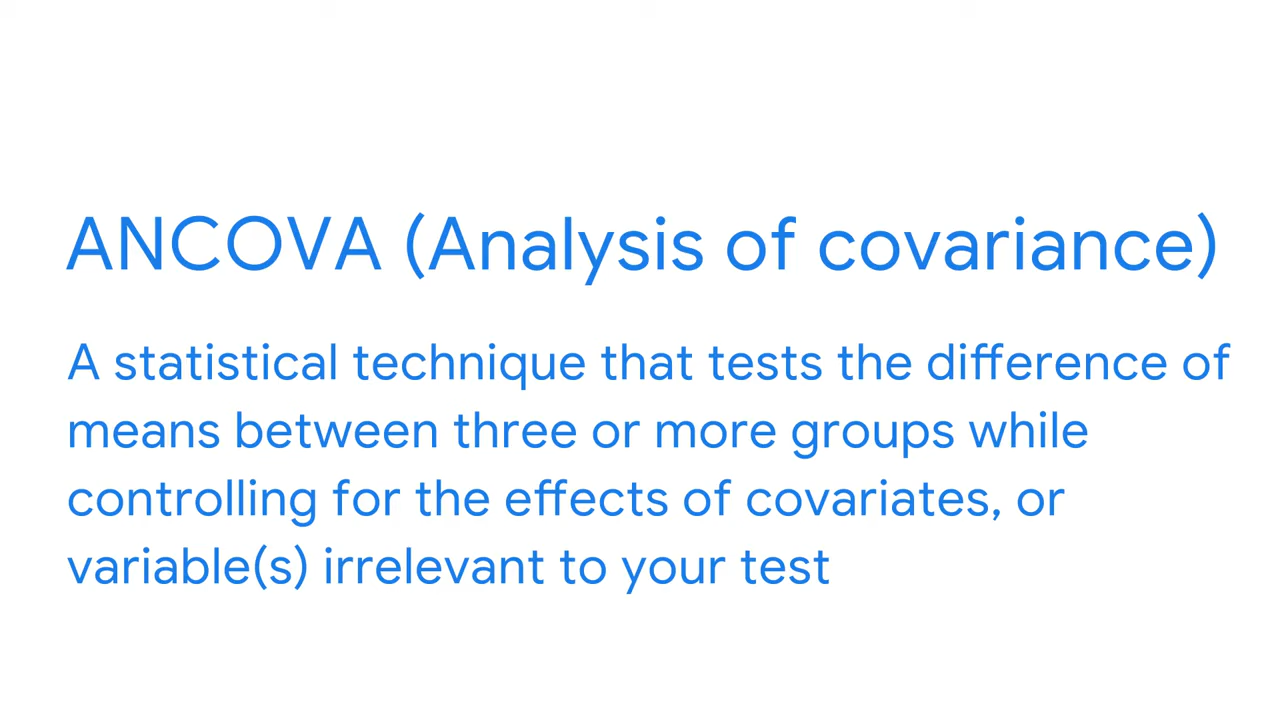 ANCOVA (Analysis of covariance)
A statistical technique that tests the difference of
means between three or more groups while
controlling for the effects of covariates, or
variable(s) irrelevant to your test